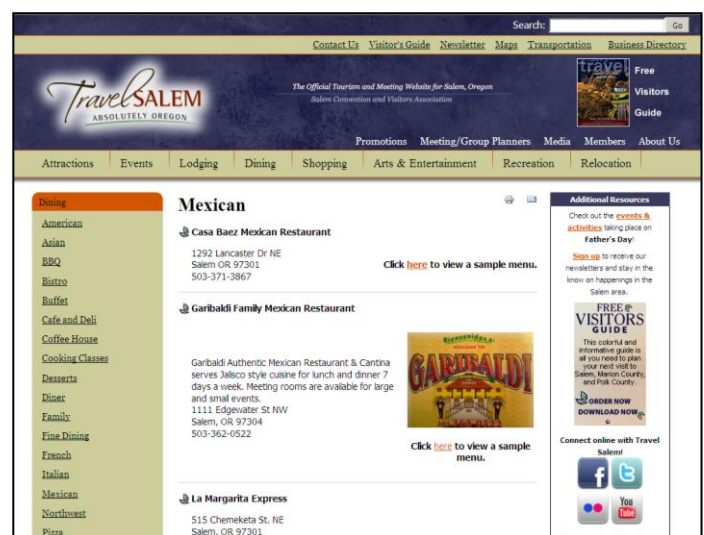 Search:
Go
Contact Us Visitor's Guide Newsletter Maps Transportation Business Directory
TravelSALEM
ABSOLUTELY OREGON
The Official Tourism and Meeting Website for Salem, Oregon
Salem Convention and Visitors Association
travel
Free
Visitors
Guide
Promotions Meeting/Group Planners Media Members About Us
Attractions Events Lodging Dining Shopping Arts & Entertainment Recreation Relocation
Dining
American
Asian
BBQ
Bistro
Buffet
Cafe and Deli
Coffee House
Cooking Classes
Desserts
Diner
Family
Fine Dining
French
Italian
Mexican
Northwest
Pizza
Mexican
Casa Baez Mexican Restaurant
1292 Lancaster Dr NE
Salem OR 97301
503-371-3867
Click here to view a sample menu.
Garibaldi Family Mexican Restaurant
Garibaldi Authentic Mexican Restaurant & Cantina
serves Jalisco style cuisine for lunch and dinner 7
days a week. Meeting rooms are available for large
and small events.
1111 Edgewater St NW
Salem, OR 97304
503-362-0522
Bienvenidos
GARIBALDI
Click here to view a sample
menu.
La Margarita Express
515 Chemeketa St. NE
Salem, OR 97301
Additional Resources
Check out the events &
activities taking place on
Father's Day!
Sign up to receive our
newsletters and stay in the
know on happenings in the
Salem area.
FREE
VISITORS
GUIDE
This colorful and
informative guide is
all you need to plan
your next visit to
Salem, Marion County,
and Polk County.
ORDER NOW
DOWNLOAD NOW
Connect online with Travel
Salem!
You
Tube